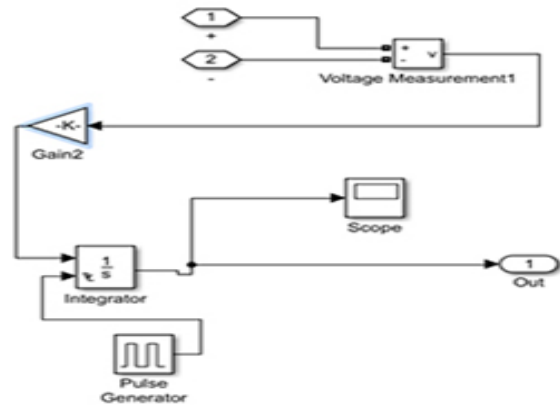 1
+
2
-
+
-
v
Voltage Measurement1
-K-
Gain2
Scope
1
s
Integrator
1
Out
Pulse
Generator